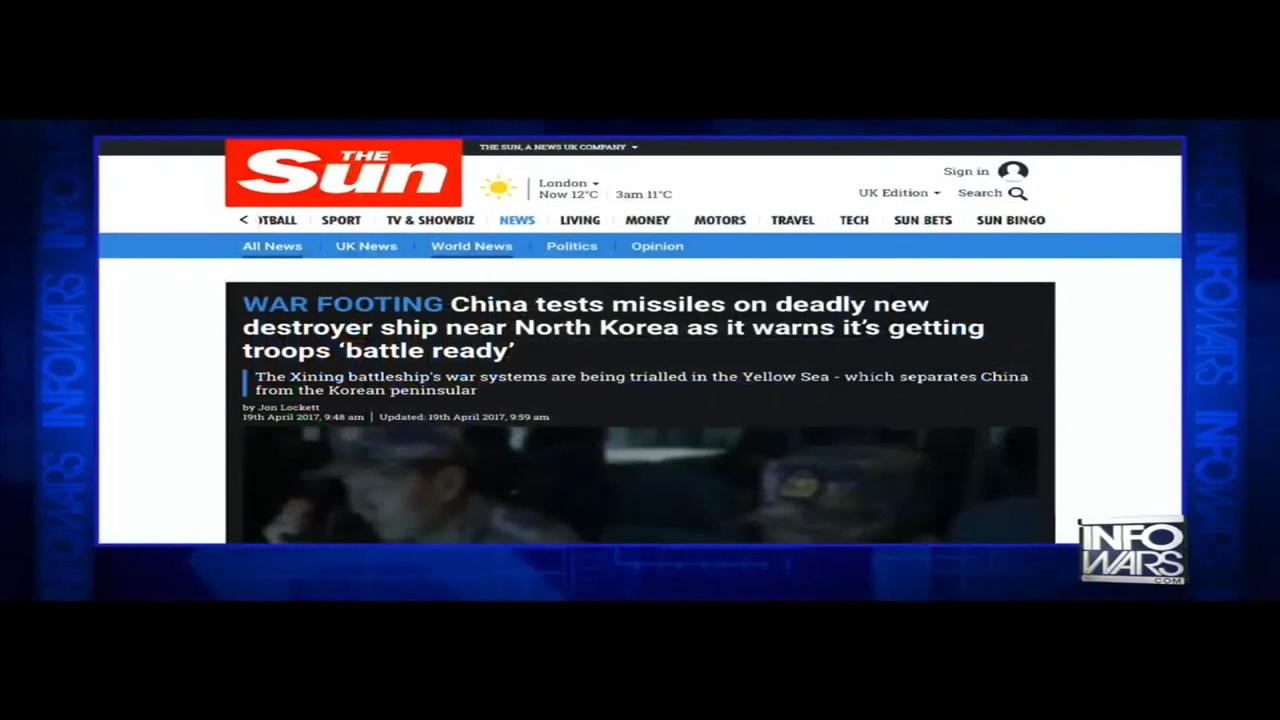 THE SUN, A NEWS UK COMPANY
THE
Sun
London
Now 12°C
3am 11°C
Sign in
UK Edition
Search
< OTBALL SPORT TV & SHOWBIZ NEWS LIVING MONEY MOTORS TRAVEL TECH SUN BETS SUN BINGO
All News UK News World News Politics Opinion
WAR FOOTING China tests missiles on deadly new
destroyer ship near North Korea as it warns it's getting
troops 'battle ready'
The Xining battleship's war systems are being trialled in the Yellow Sea - which separates China
from the Korean peninsular
by Jon Lockett
19th April 2017, 9:48 am | Updated: 19th April 2017, 9:59 am
INFO
WARS
.COM
INFOWARS
INFOWARS
INFOWARS
INFOWARS